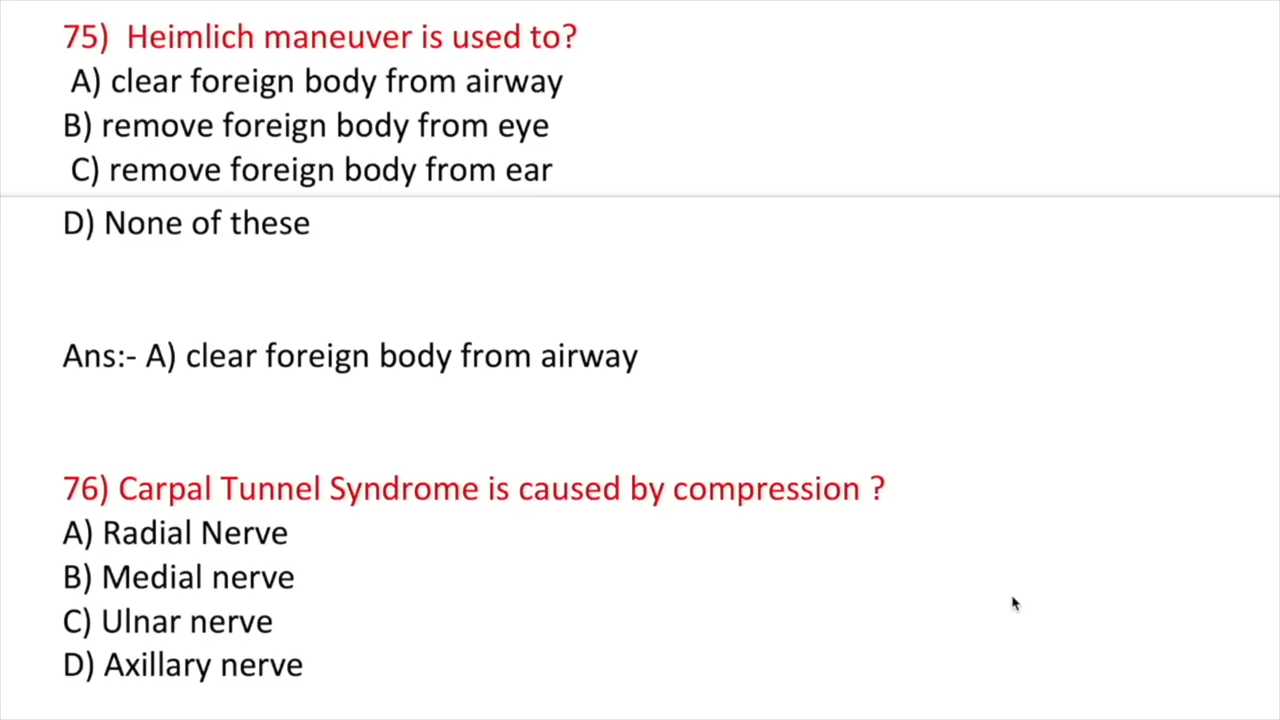 75) Heimlich maneuver is used to?
A) clear foreign body from airway
B) remove foreign body from eye
C) remove foreign body from ear
D) None of these
Ans:- A) clear foreign body from airway
76) Carpal Tunnel Syndrome is caused by compression ?
A) Radial Nerve
B) Medial nerve
C) Ulnar nerve
D) Axillary nerve